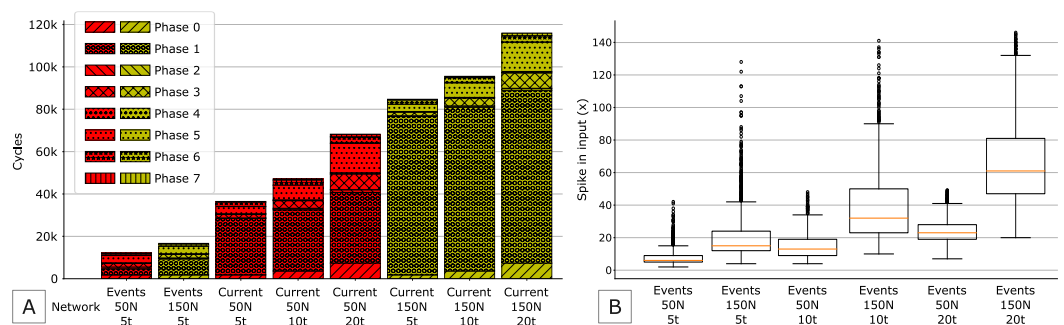 120k
100k
80k
60k
40k
20k
0
Cycles
Phase 0
Phase 1
Phase 2
Phase 3
Phase 4
Phase 5
Phase 6
Phase 7
A
Network
Events 50N 5t
Events 150N 5t
Current 50N 5t
Current 50N 10t
Current 50N 20t
Current 150N 5t
Current 150N 10t
Current 150N 20t
140
120
100
80
60
40
20
0
Spike in input (x)
B
Events 50N 5t
Events 150N 5t
Events 50N 10t
Events 150N 10t
Events 50N 20t
Events 150N 20t